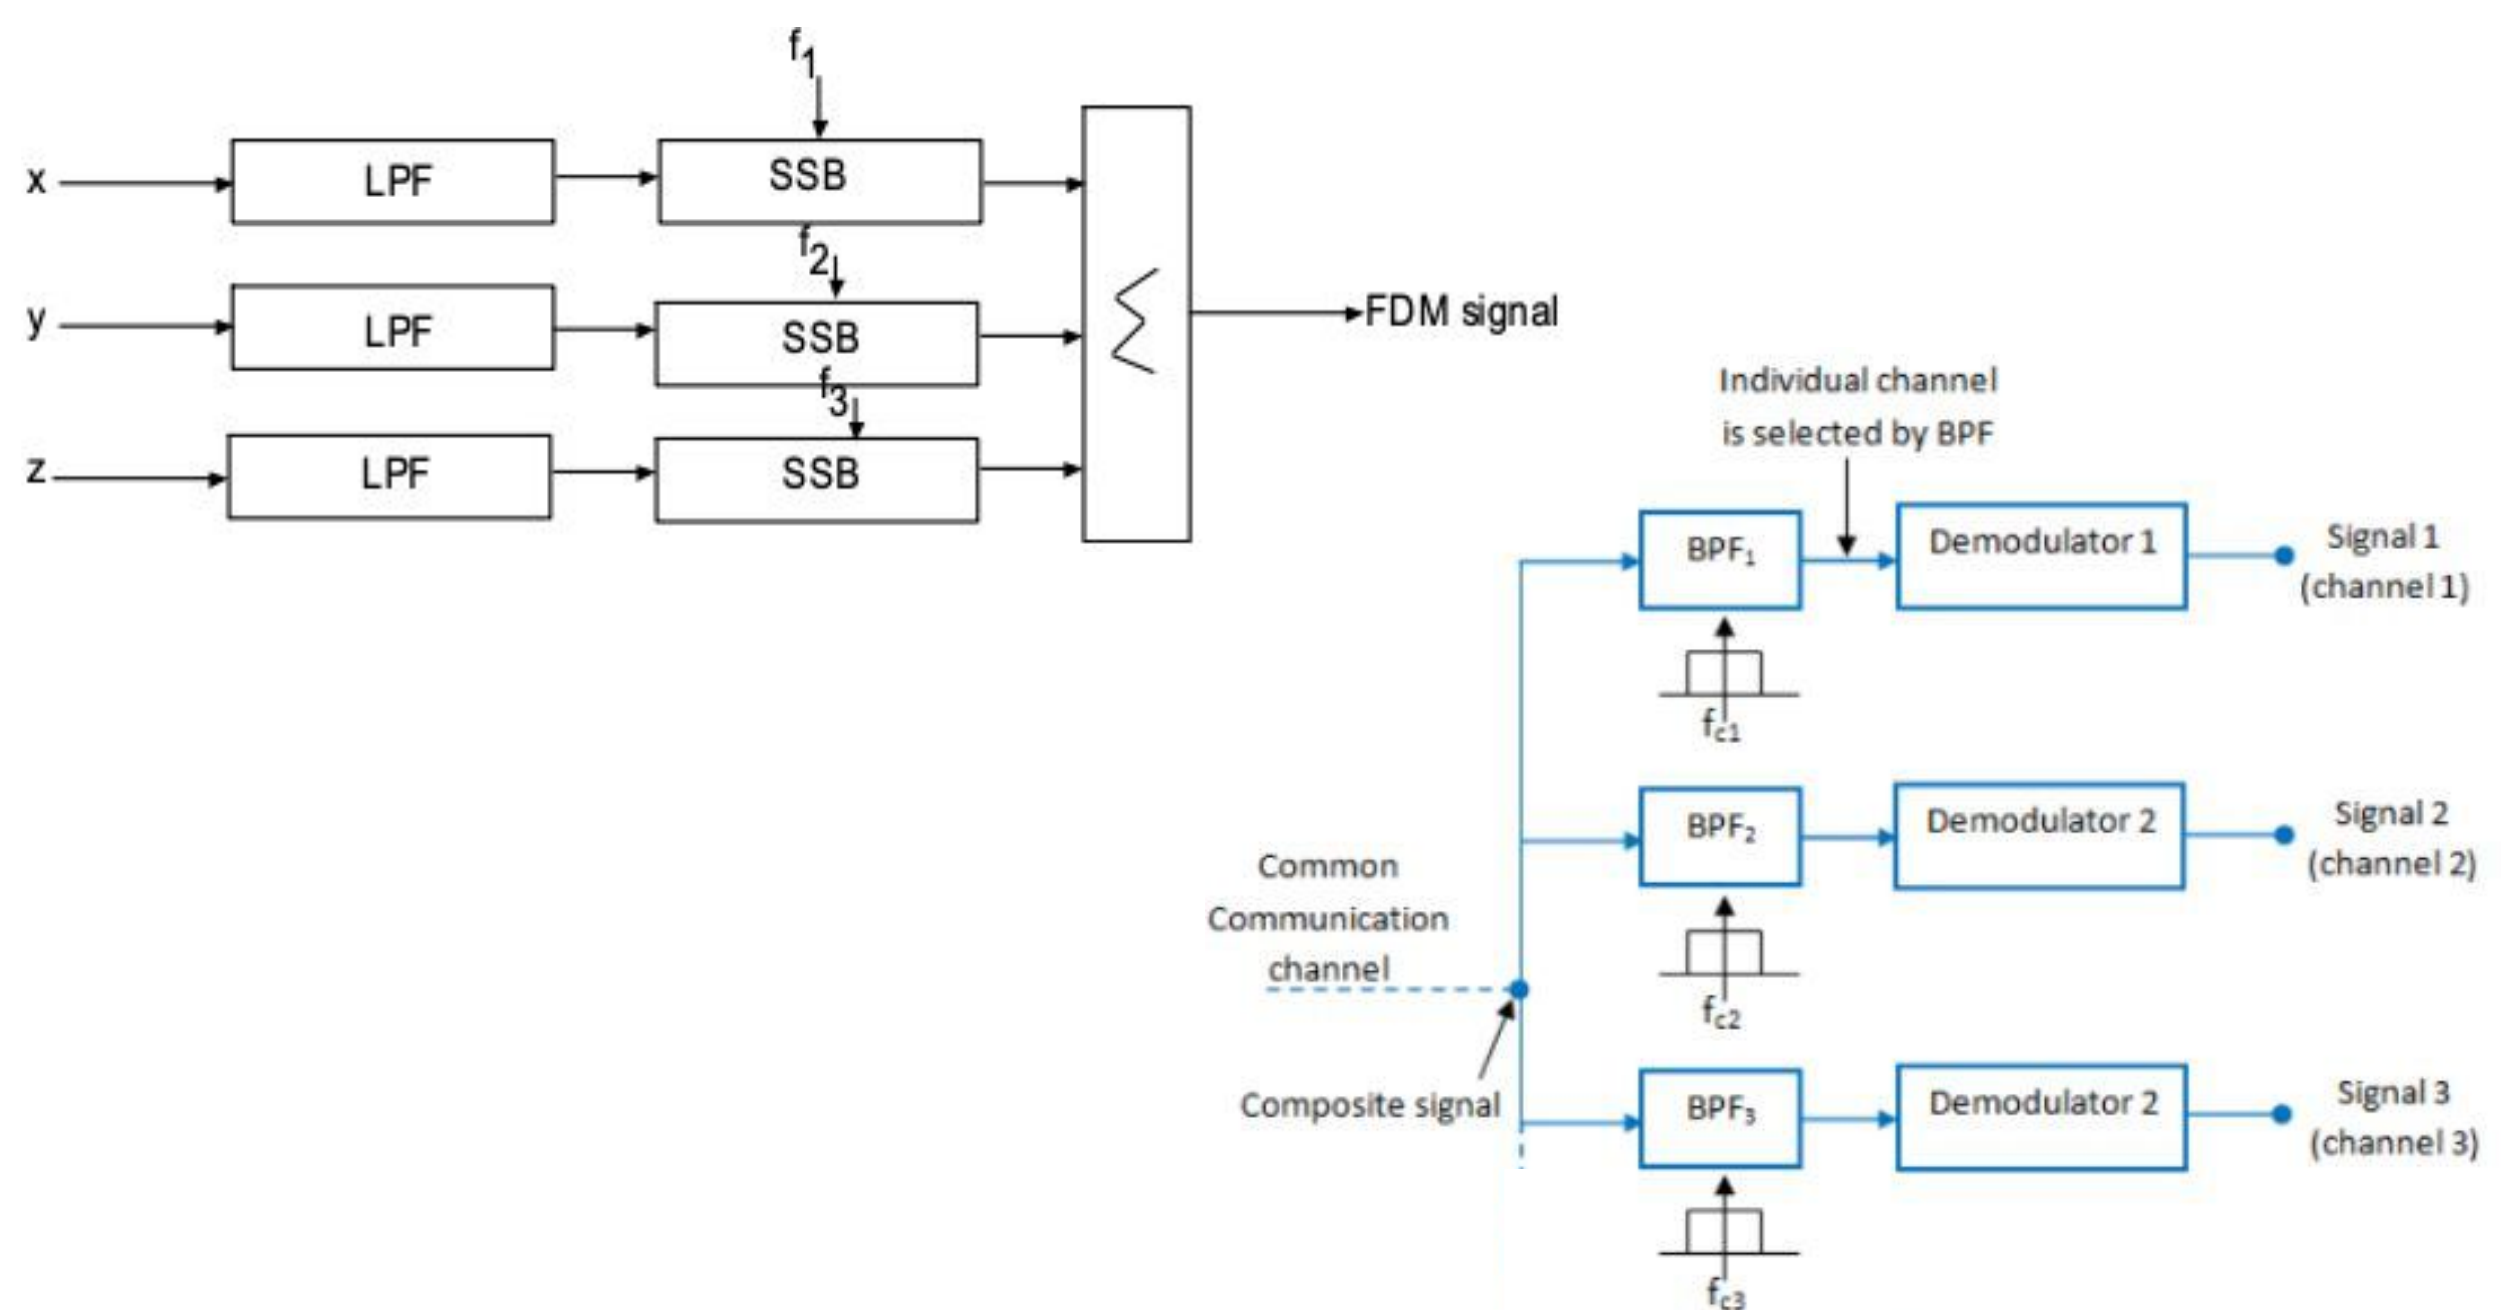 f1
x
LPF
SSB
f2
y
LPF
SSB
Σ
FDM signal
f3
z
LPF
SSB
Individual channel
is selected by BPF
BPF₁
Demodulator 1
Signal 1
(channel 1)
fc1
BPF₂
Demodulator 2
Signal 2
(channel 2)
Common
Communication
channel
fc2
Composite signal
BPF₃
Demodulator 2
Signal 3
(channel 3)
fc3